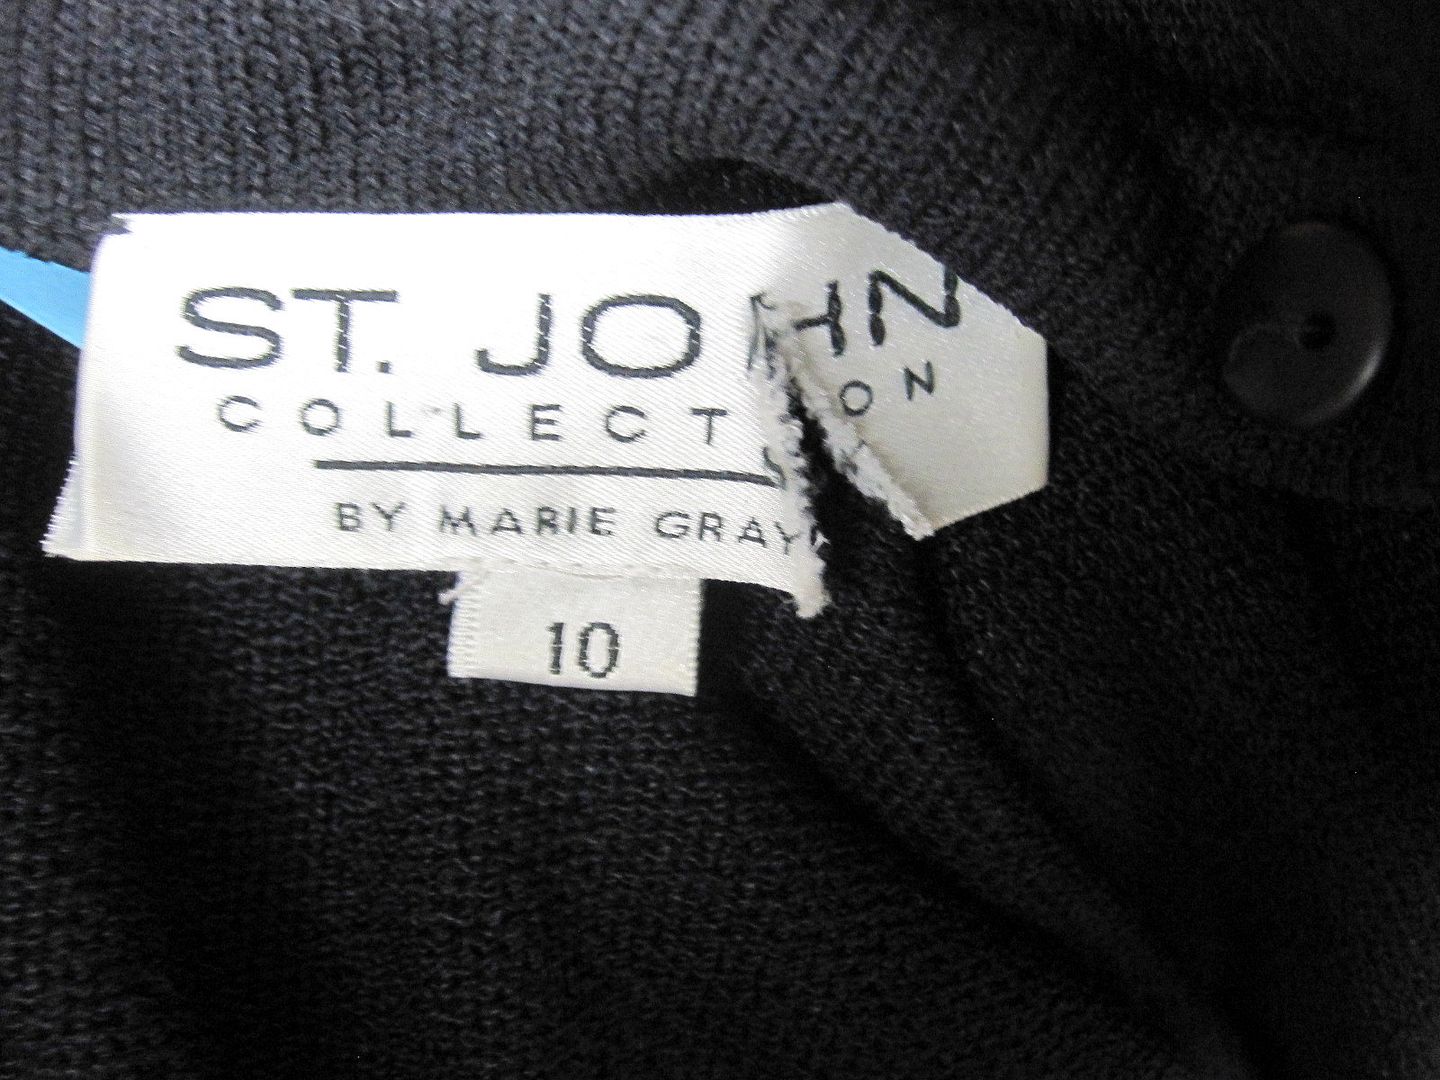 ST. JOHN
COLLECTION
BY MARIE GRAY
10